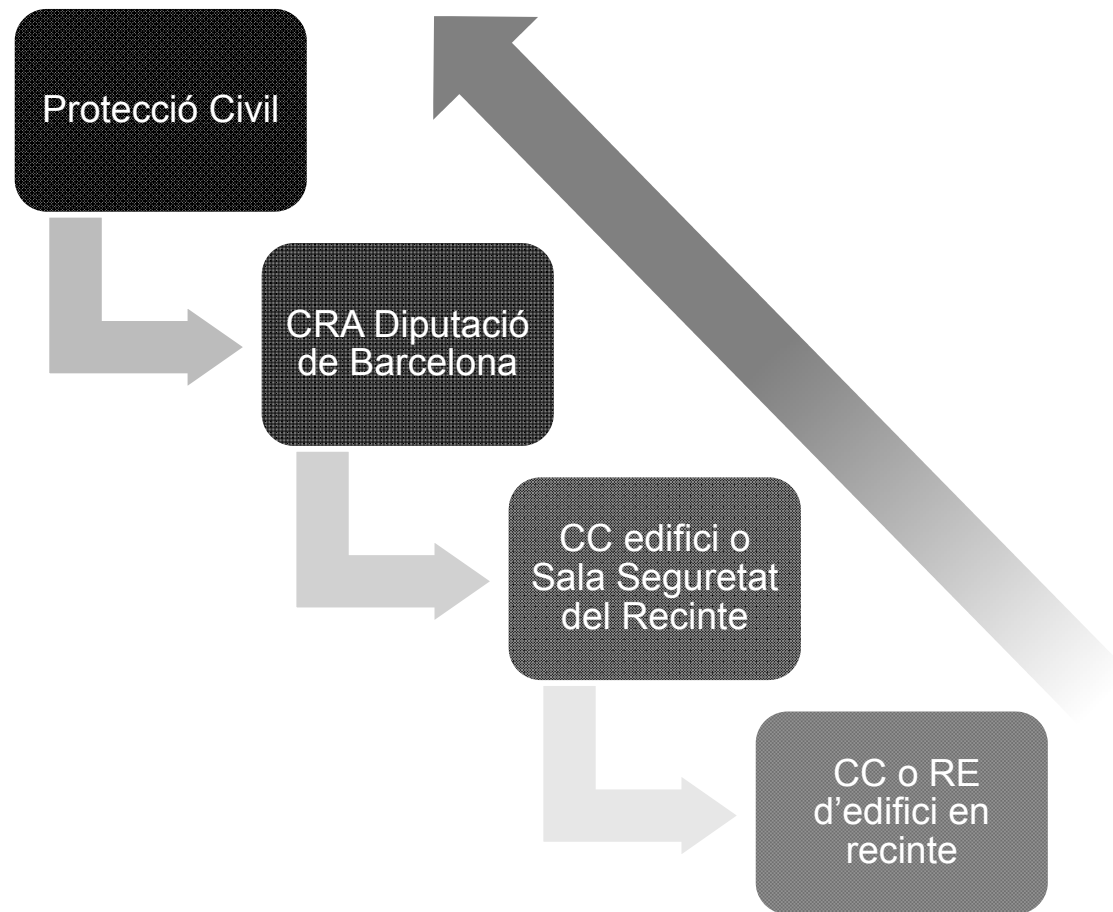 Protecció Civil
CRA Diputació
de Barcelona
CC edifici o
Sala Seguretat
del Recinte
CC o RE
d’edifici en
recinte